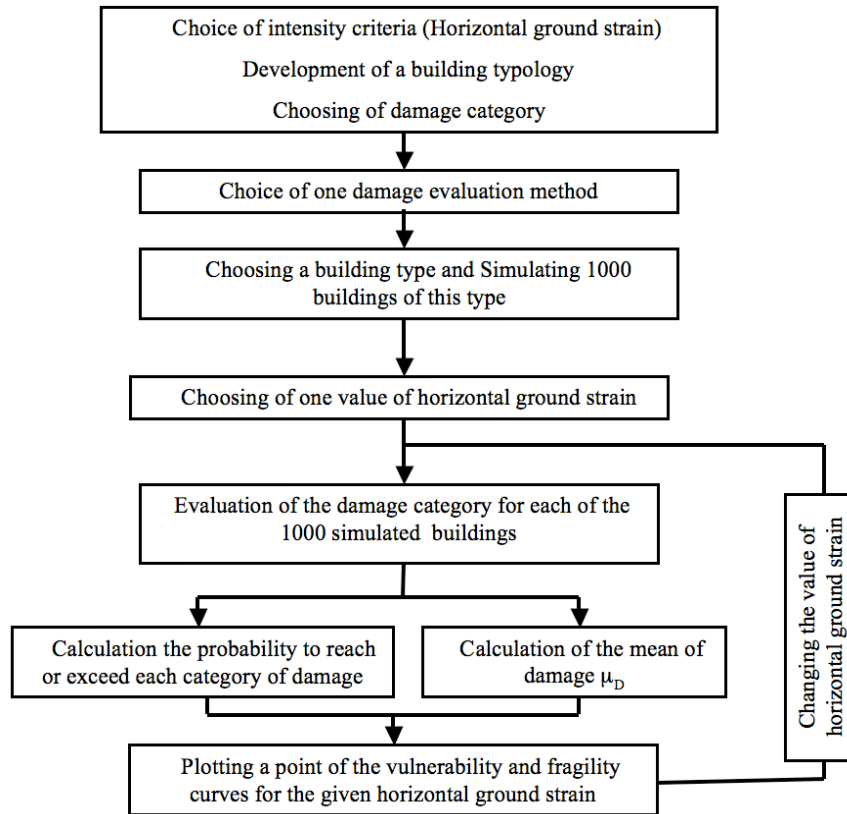 Choice of intensity criteria (Horizontal ground strain)
Development of a building typology
Choosing of damage category
Choice of one damage evaluation method
Choosing a building type and Simulating 1000
buildings of this type
Choosing of one value of horizontal ground strain
Evaluation of the damage category for each of the
1000 simulated buildings
Changing the value of
horizontal ground strain
Calculation the probability to reach
or exceed each category of damage
Calculation of the mean of
damage μD
Plotting a point of the vulnerability and fragility
curves for the given horizontal ground strain